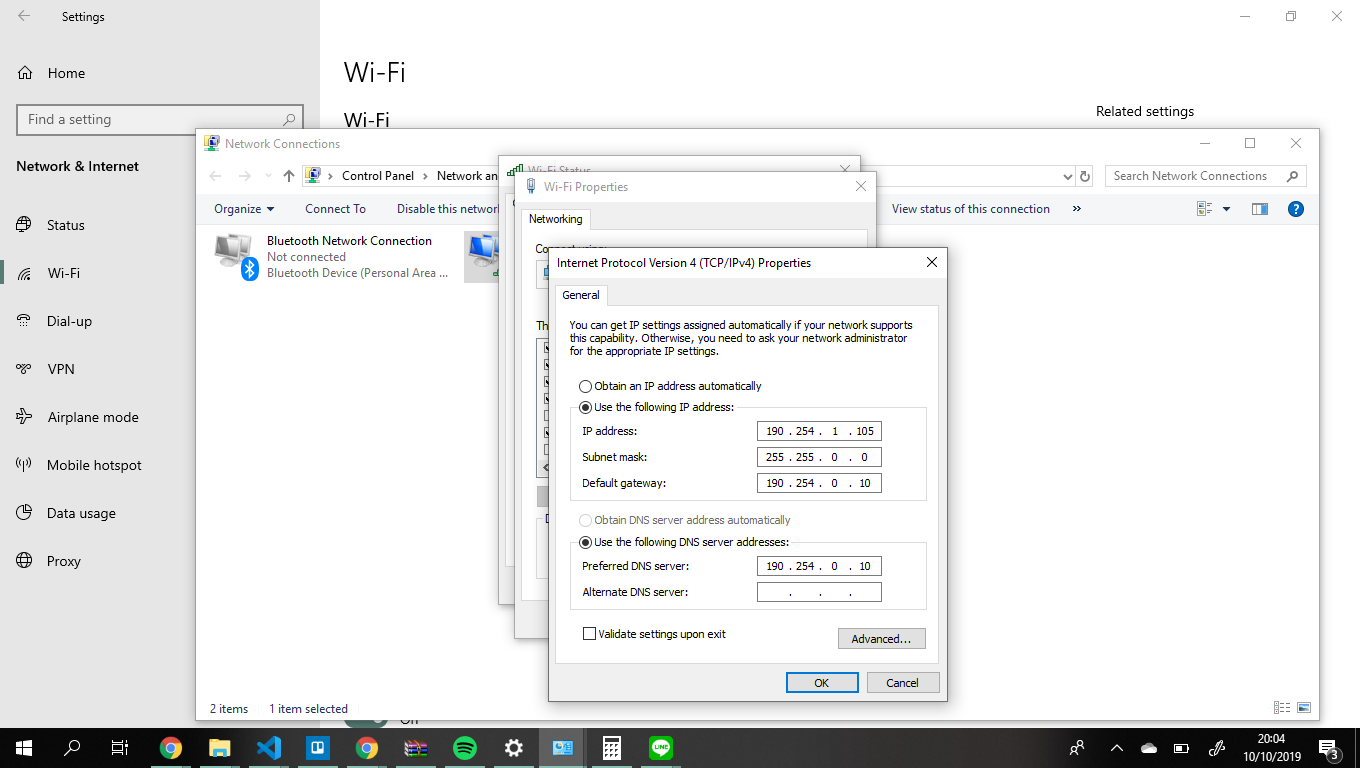 Settings
Home
Find a setting
Network & Internet
Status
Wi-Fi
Dial-up
VPN
Airplane mode
Mobile hotspot
Data usage
Proxy
Wi-Fi
Wi-Fi
Related settings
Network Connections
Control Panel
Network an
Search Network Connections
Organize
Connect To
Disable this networ
View status of this connection
»
Bluetooth Network Connection
Not connected
Bluetooth Device (Personal Area ...
2 items
1 item selected
Wi-Fi Status
Wi-Fi Properties
Networking
Connect using:
Th
Internet Protocol Version 4 (TCP/IPv4) Properties
General
You can get IP settings assigned automatically if your network supports
this capability. Otherwise, you need to ask your network administrator
for the appropriate IP settings.
Obtain an IP address automatically
Use the following IP address:
IP address: 190 . 254 . 1 . 105
Subnet mask: 255 . 255 . 0 . 0
Default gateway: 190 . 254 . 0 . 10
Obtain DNS server address automatically
Use the following DNS server addresses:
Preferred DNS server: 190 . 254 . 0 . 10
Alternate DNS server: . . .
Validate settings upon exit
Advanced...
OK
Cancel
LINE
20:04
10/10/2019
3